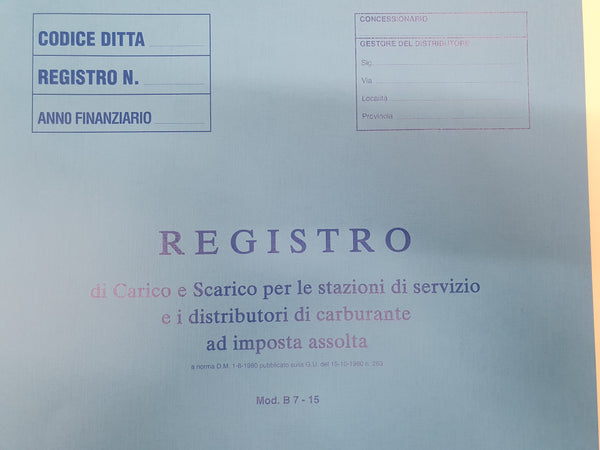 CODICE DITTA
REGISTRO N.
ANNO FINANZIARIO
CONCESSIONARIO
GESTORE DEL DISTRIBUTORE
Sig.
Via
Località
Provincia
REGISTRO
di Carico e Scarico per le stazioni di servizio
e i distributori di carburante
ad imposta assolta
a norma D.M. 1-8-1980 pubblicato sulla G.U. del 15-10-1980 n. 283
Mod. B 7 - 15